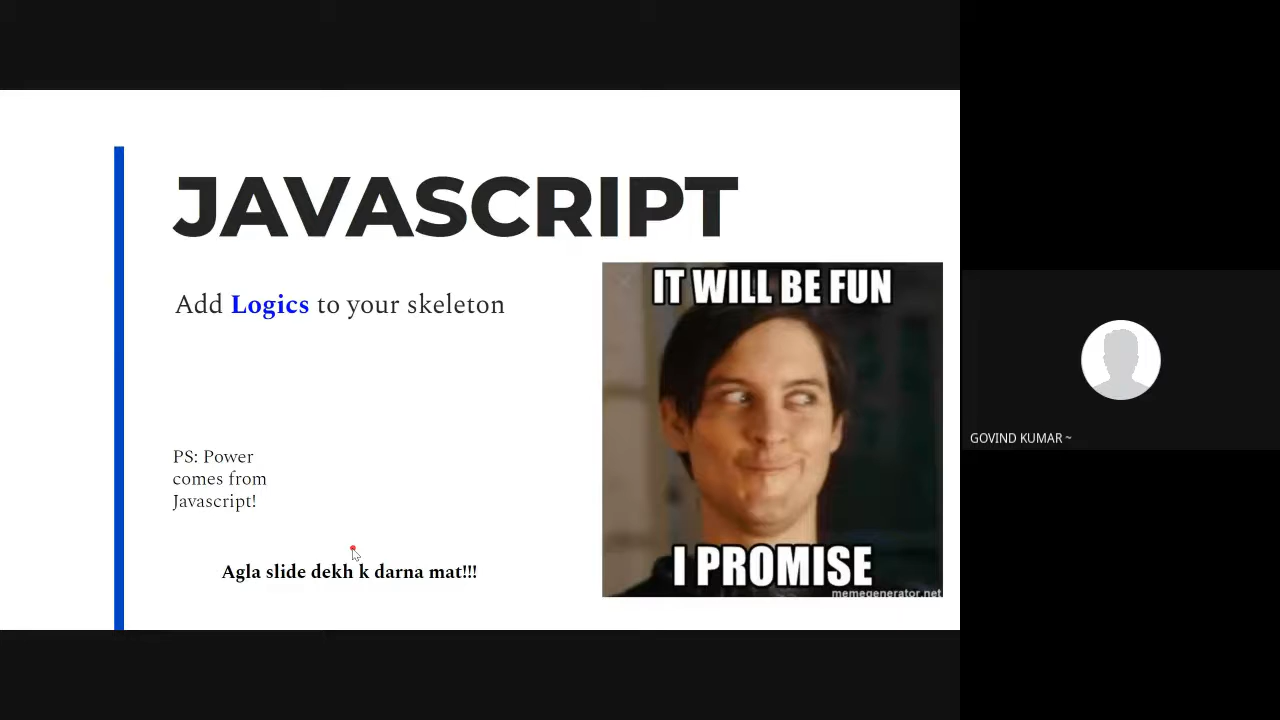 JAVASCRIPT
Add Logics to your skeleton
IT WILL BE FUN
I PROMISE
memegenerator.net
PS: Power
comes from
Javascript!
Agla slide dekh k darna mat!!!
GOVIND KUMAR ~